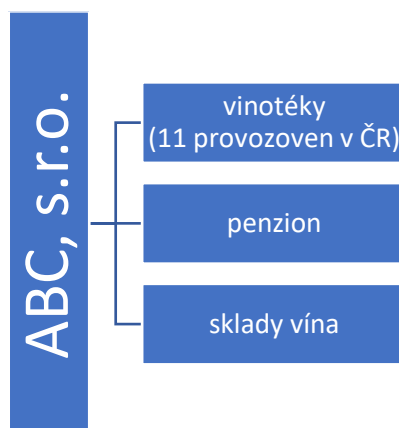 ABC, s.r.o.
vinotéky
(11 provozoven v ČR)
penzion
sklady vína